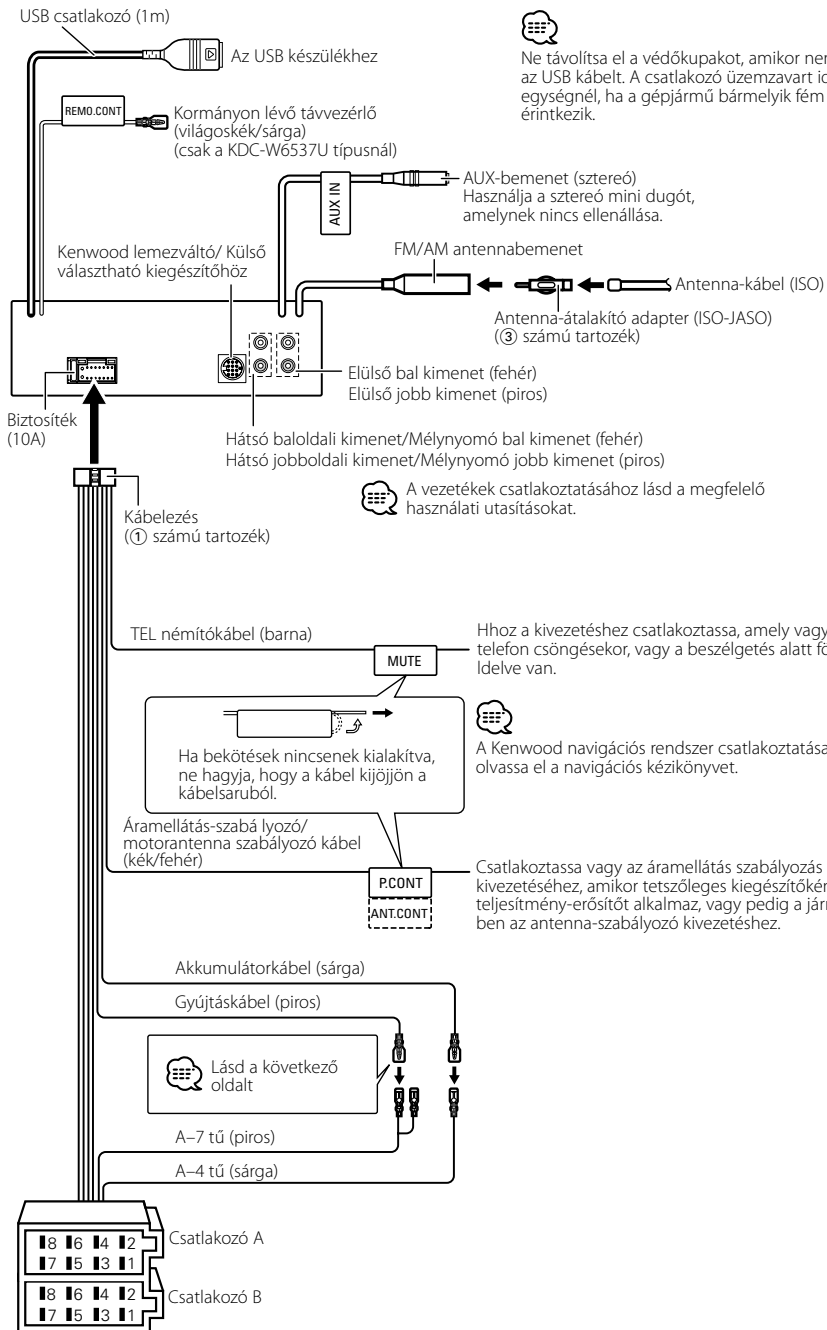 USB csatlakozó (1m)
Az USB készülékhez
Ne távolítsa el a védőkupakot, amikor
az USB kábelt. A csatlakozó üzemzavart
egységnél, ha a gépjármű bármelyik fém
érintkezik.
REMO.CONT
Kormányon lévő távvezérlő
(világoskék/sárga)
(csak a KDC-W6537U típusnál)
AUX IN
AUX-bemenet (sztereó)
Használja a sztereó mini dugót,
amelynek nincs ellenállása.
Kenwood lemezváltó/ Külső
választható kiegészítőhöz
FM/AM antennabemenet
Antenna-kábel (ISO)
Antenna-átalakító adapter (ISO-JASO)
(③ számú tartozék)
Elülső bal kimenet (fehér)
Elülső jobb kimenet (piros)
Biztosíték
(10A)
Hátsó baloldali kimenet/Mélynyomó bal kimenet (fehér)
Hátsó jobboldali kimenet/Mélynyomó jobb kimenet (piros)
A vezetékek csatlakoztatásához lásd a megfelelő
használati utasításokat.
Kábelezés
(① számú tartozék)
TEL némítókábel (barna)
MUTE
Hhoz a kivezetéshez csatlakoztassa, amely vagy
telefon csöngésekor, vagy a beszélgetés alatt fö
ldelve van.
Ha bekötések nincsenek kialakítva,
ne hagyja, hogy a kábel kijöjjön a
kábelsaruból.
A Kenwood navigációs rendszer
olvassa el a navigációs kézikönyvet.
Áramellátás-szabá lyozó/
motorantenna szabályozó kábel
(kék/fehér)
P.CONT
ANT.CONT
Csatlakoztassa vagy az áramellátás szabályozás
kivezetéséhez, amikor tetszőleges
teljesítmény-erősítőt alkalmaz, vagy pedig a
ben az antenna-szabályozó kivezetéshez.
Akkumulátorkábel (sárga)
Gyújtáskábel (piros)
Lásd a következő
oldalt
A–7 tű (piros)
A–4 tű (sárga)
8 6 4 2
7 5 3 1
Csatlakozó A
8 6 4 2
7 5 3 1
Csatlakozó B